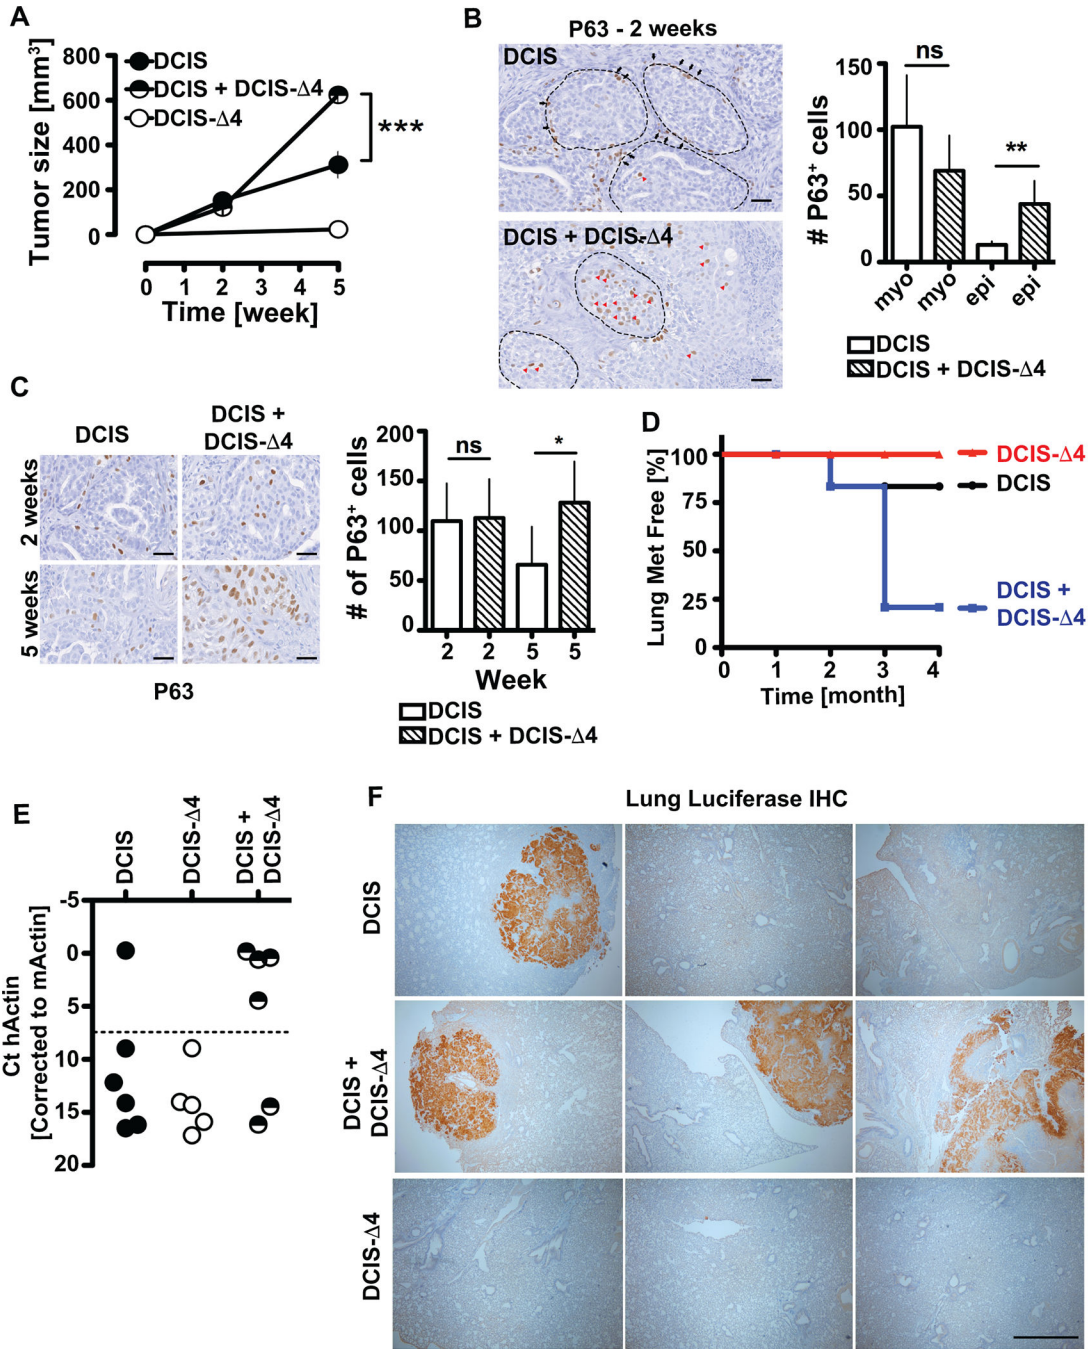 A
Tumor size [mm³]
800
600
400
200
0
DCIS
DCIS + DCIS-Δ4
DCIS-Δ4
***
0 1 2 3 4 5
Time [week]
B
P63 - 2 weeks
DCIS
DCIS + DCIS-Δ4
# P63⁺ cells
150
100
50
0
ns
**
myo myo epi epi
DCIS
DCIS + DCIS-Δ4
C
DCIS
DCIS +
DCIS-Δ4
2 weeks
5 weeks
P63
# of P63⁺ cells
200
150
100
50
0
ns
*
2 2 5 5
Week
DCIS
DCIS + DCIS-Δ4
D
Lung Met Free [%]
100
75
50
25
0
0 1 2 3 4
Time [month]
DCIS-Δ4
DCIS
DCIS +
DCIS-Δ4
E
DCIS
DCIS-Δ4
DCIS +
DCIS-Δ4
Ct hActin
[Corrected to mActin]
-5
0
5
10
15
20
F
Lung Luciferase IHC
DCIS
DCIS +
DCIS-Δ4
DCIS-Δ4